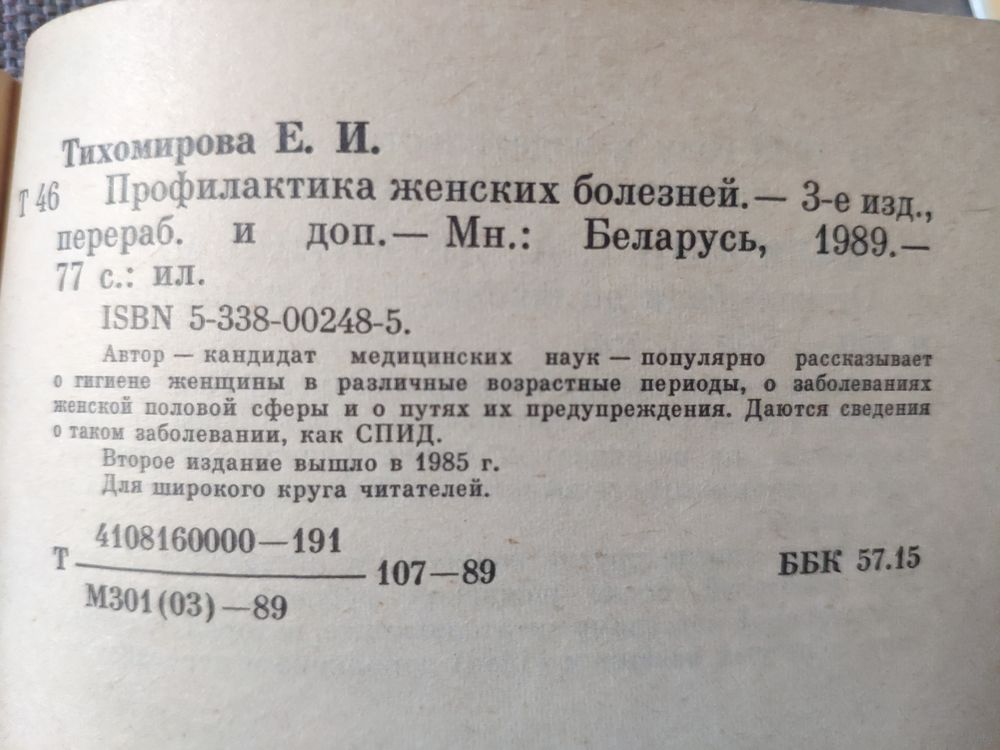 Тихомирова Е. И.
Т 46 Профилактика женских болезней.— 3-е изд.,
перераб. и доп.— Мн.: Беларусь, 1989.—
77 с.: ил.
ISBN 5-338-00248-5.
Автор — кандидат медицинских наук — популярно рассказывает
о гигиене женщины в различные возрастные периоды, о заболеваниях
женской половой сферы и о путях их предупреждения. Даются сведения
о таком заболевании, как СПИД.
Второе издание вышло в 1985 г.
Для широкого круга читателей.
4108160000—191
Т 107—89 ББК 57.15
М301(03)—89